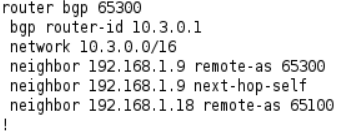 router bgp 65300
 bgp router-id 10.3.0.1
 network 10.3.0.0/16
 neighbor 192.168.1.9 remote-as 65300
 neighbor 192.168.1.9 next-hop-self
 neighbor 192.168.1.18 remote-as 65100
!